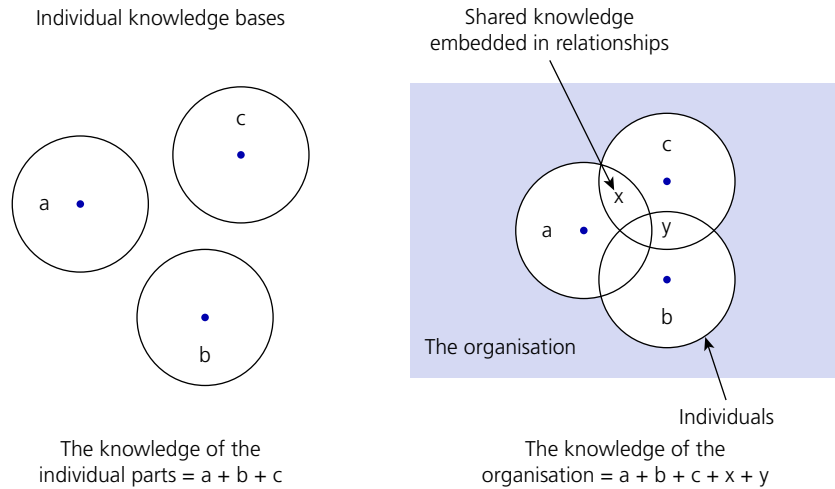 Individual knowledge bases
a
c
b
The knowledge of the
individual parts = a + b + c
Shared knowledge
embedded in relationships
c
x
a
y
b
The organisation
Individuals
The knowledge of the
organisation = a + b + c + x + y